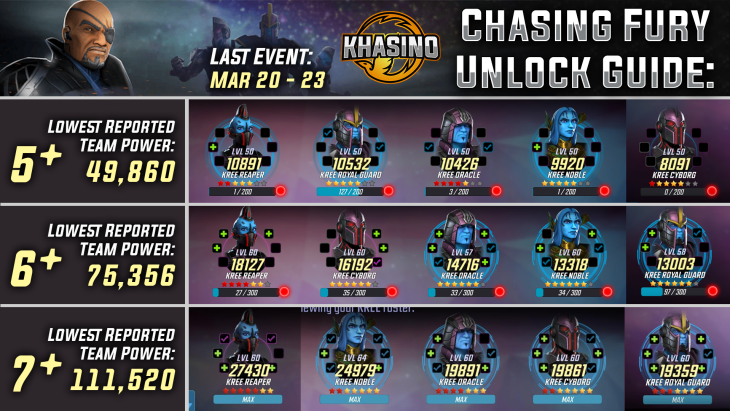 CHASING FURY
UNLOCK GUIDE:
LAST EVENT:
MAR 20 - 23
KHASINO
LOWEST REPORTED
TEAM POWER:
5+ 49,860
LVL 50
10891
KREE REAPER
1 / 200
LVL 50
10532
KREE ROYAL GUARD
127 / 200
LVL 50
10426
KREE ORACLE
3 / 200
LVL 50
9920
KREE NOBLE
1 / 200
LVL 50
8091
KREE CYBORG
0 / 200
LOWEST REPORTED
TEAM POWER:
6+ 75,356
LVL 60
18127
KREE REAPER
27 / 300
LVL 60
16192
KREE CYBORG
35 / 300
LVL 57
14716
KREE ORACLE
33 / 300
LVL 60
13318
KREE NOBLE
34 / 300
LVL 58
13003
KREE ROYAL GUARD
97 / 300
LOWEST REPORTED
TEAM POWER:
7+ 111,520
iewing your KREE roster.
LVL 60
27430
KREE REAPER
MAX
LVL 64
24979
KREE NOBLE
MAX
LVL 60
19891
KREE ORACLE
MAX
LVL 60
19861
KREE CYBORG
MAX
LVL 60
19359
KREE ROYAL GUARD
MAX